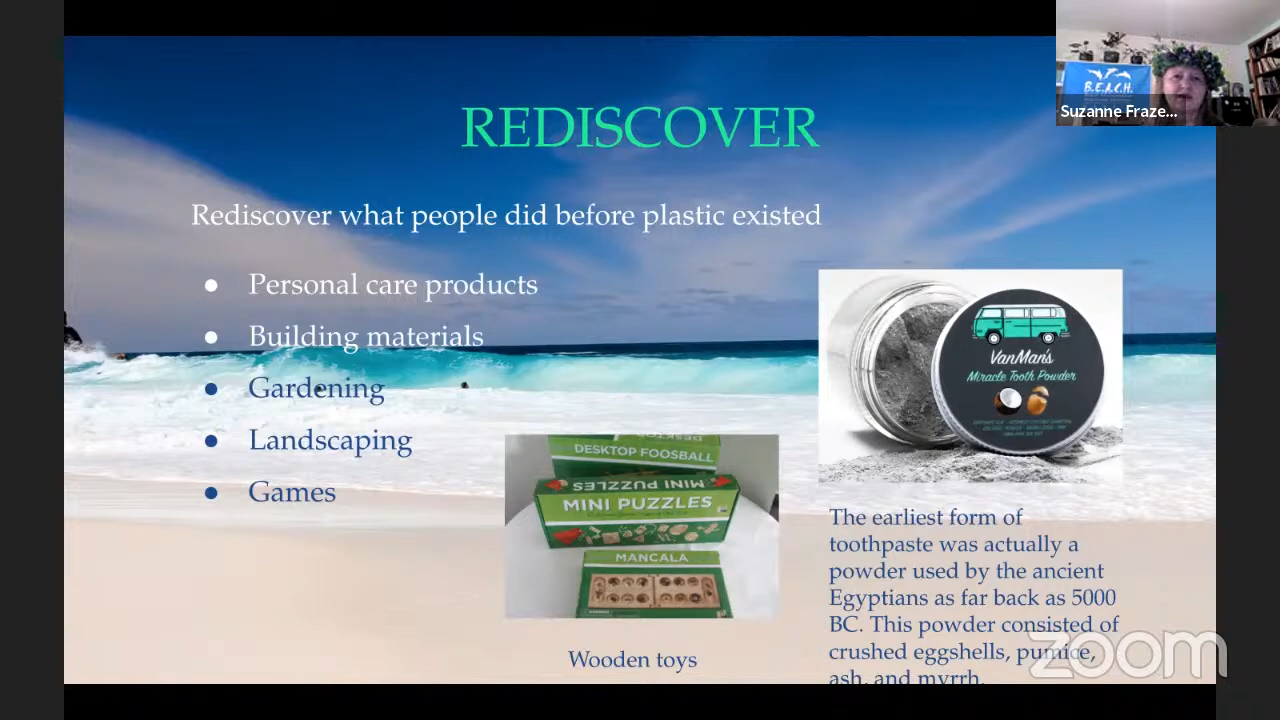 REDISCOVER
B.E.A.C.H.
Suzanne Fraze...
Rediscover what people did before plastic existed
● Personal care products
● Building materials
● Gardening
● Landscaping
● Games
VanMan's
Miracle Tooth Powder
DESKTOP
DESKTOP FOOSBALL
MINI PUZZLES
MINI PUZZLES
MANCALA
Wooden toys
The earliest form of
toothpaste was actually a
powder used by the ancient
Egyptians as far back as 5000
BC. This powder consisted of
crushed eggshells, pumice,
ash, and myrrh.
zoom